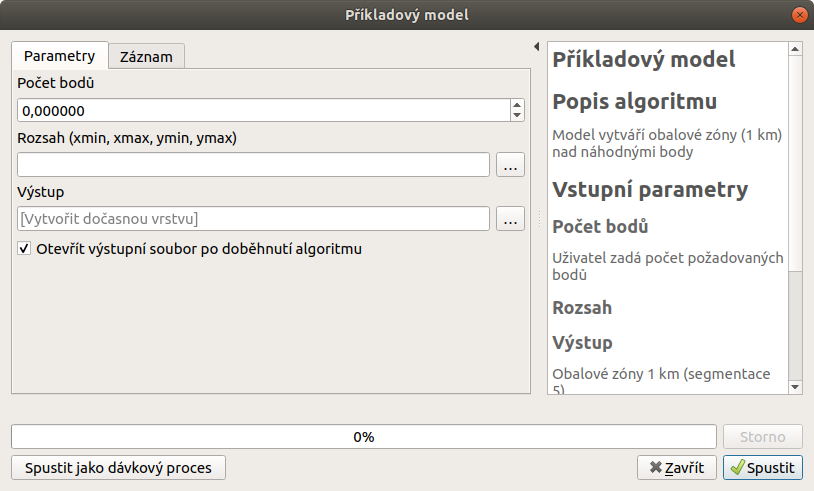 Příkladový model
Parametry
Záznam
Počet bodů
0,000000
Rozsah (xmin, xmax, ymin, ymax)
...
Výstup
[Vytvořit dočasnou vrstvu]
...
Otevřít výstupní soubor po doběhnutí algoritmu
Příkladový model
Popis algoritmu
Model vytváří obalové zóny (1 km)
nad náhodnými body
Vstupní parametry
Počet bodů
Uživatel zadá počet požadovaných
bodů
Rozsah
Výstup
Obalové zóny 1 km (segmentace
5)
0%
Storno
Spustit jako dávkový proces
Zavřít
Spustit